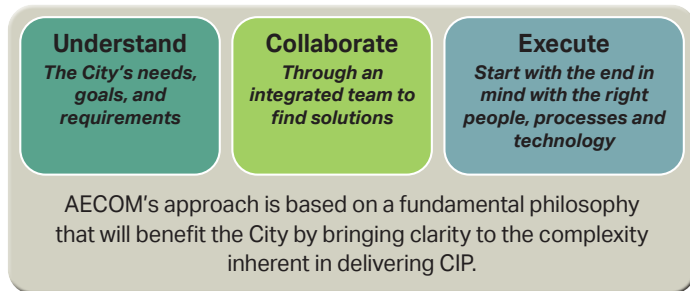 Understand
The City's needs,
goals, and
requirements
Collaborate
Through an
integrated team to
find solutions
Execute
Start with the end in
mind with the right
people, processes and
technology
AECOM's approach is based on a fundamental philosophy
that will benefit the City by bringing clarity to the complexity
inherent in delivering CIP.